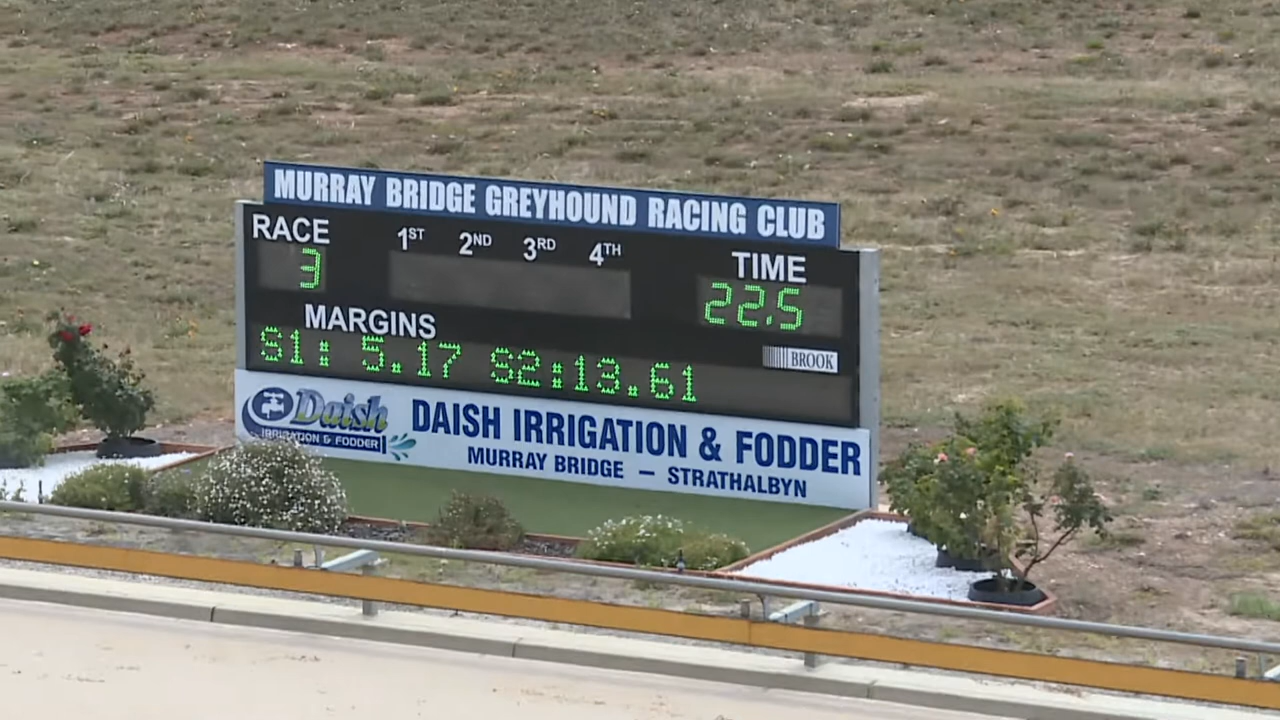 MURRAY BRIDGE GREYHOUND RACING CLUB
RACE 1ST 2ND 3RD 4TH TIME
3 22.5
MARGINS
S1: 5.17 S2:13.61
BROOK
Daish
IRRIGATION & FODDER
DAISH IRRIGATION & FODDER
MURRAY BRIDGE — STRATHALBYN